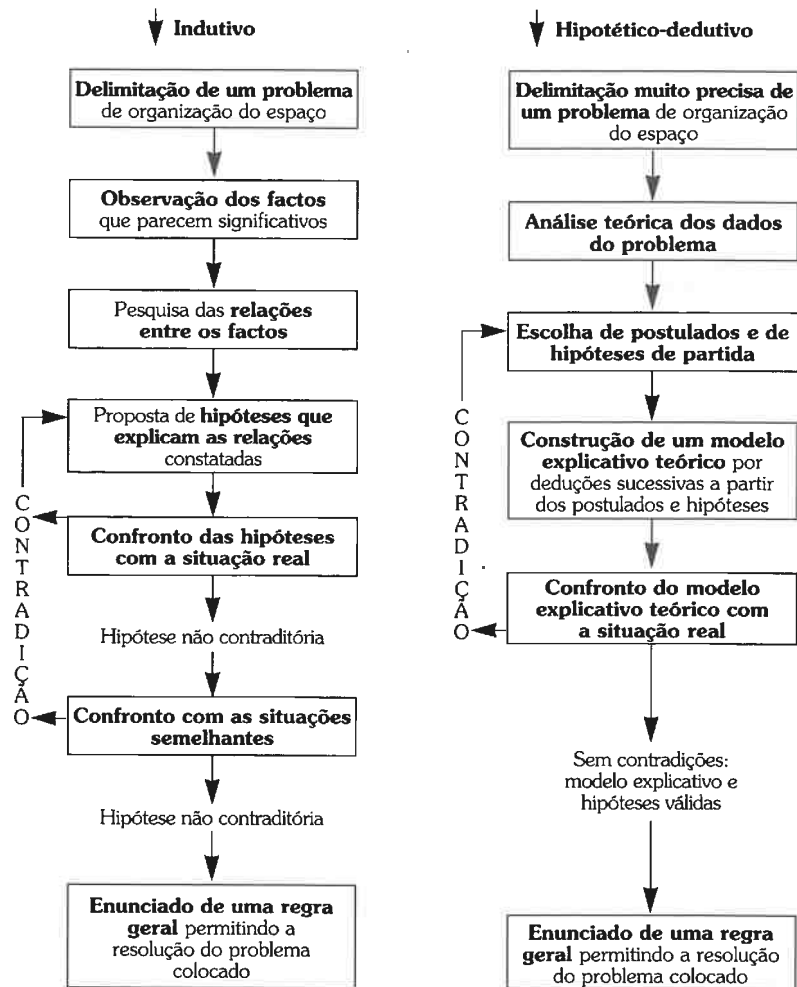 Indutivo
Delimitação de um problema
de organização do espaço
Observação dos factos
que parecem significativos
Pesquisa das relações
entre os factos
Proposta de hipóteses que
explicam as relações
constatadas
Confronto das hipóteses
com a situação real
Hipótese não contraditória
Confronto com as situações
semelhantes
Hipótese não contraditória
Enunciado de uma regra
geral permitindo a
resolução do problema
colocado
CONTRADIÇÃO
Hipotético-dedutivo
Delimitação muito precisa de
um problema de organização
do espaço
Análise teórica dos dados
do problema
Escolha de postulados e de
hipóteses de partida
Construção de um modelo
explicativo teórico por
deduções sucessivas a partir
dos postulados e hipóteses
Confronto do modelo
explicativo teórico com
a situação real
Sem contradições:
modelo explicativo e
hipóteses válidas
Enunciado de uma regra
geral permitindo a resolução
do problema colocado
CONTRADIÇÃO